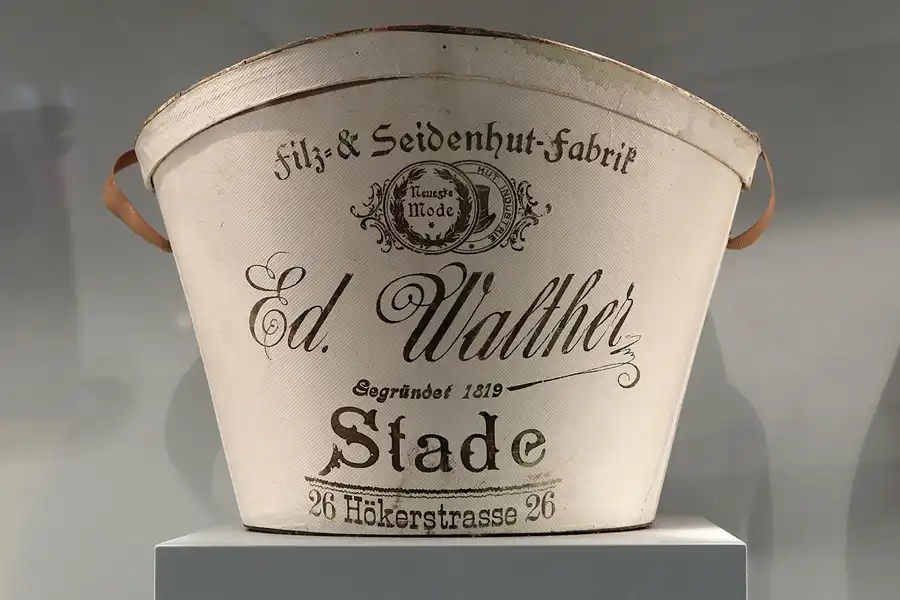 Filz- & Seidenhut-Fabrik
Neueste
Mode
HUT INDUSTRIE
Ed. Walther
Gegründet 1819
Stade
26 Hökerstrasse 26